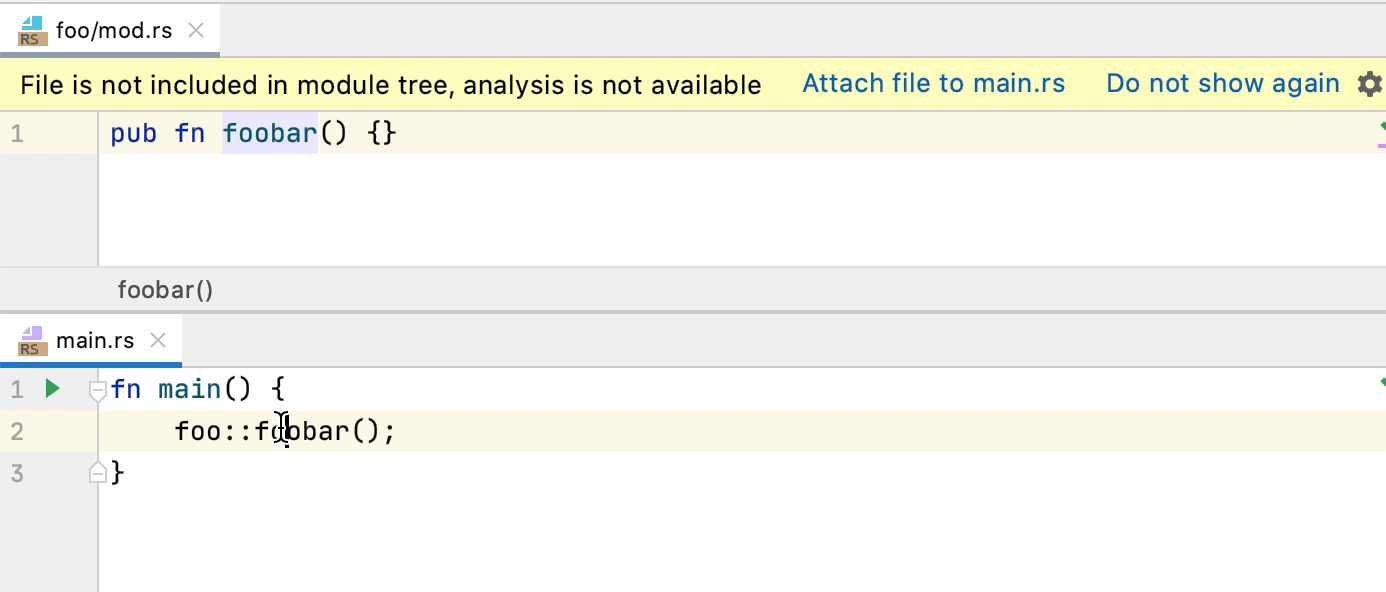 RS foo/mod.rs
File is not included in module tree, analysis is not available Attach file to main.rs Do not show again
1 pub fn foobar() {}
foobar()
RS main.rs
1 fn main() {
2 foo::foobar();
3 }